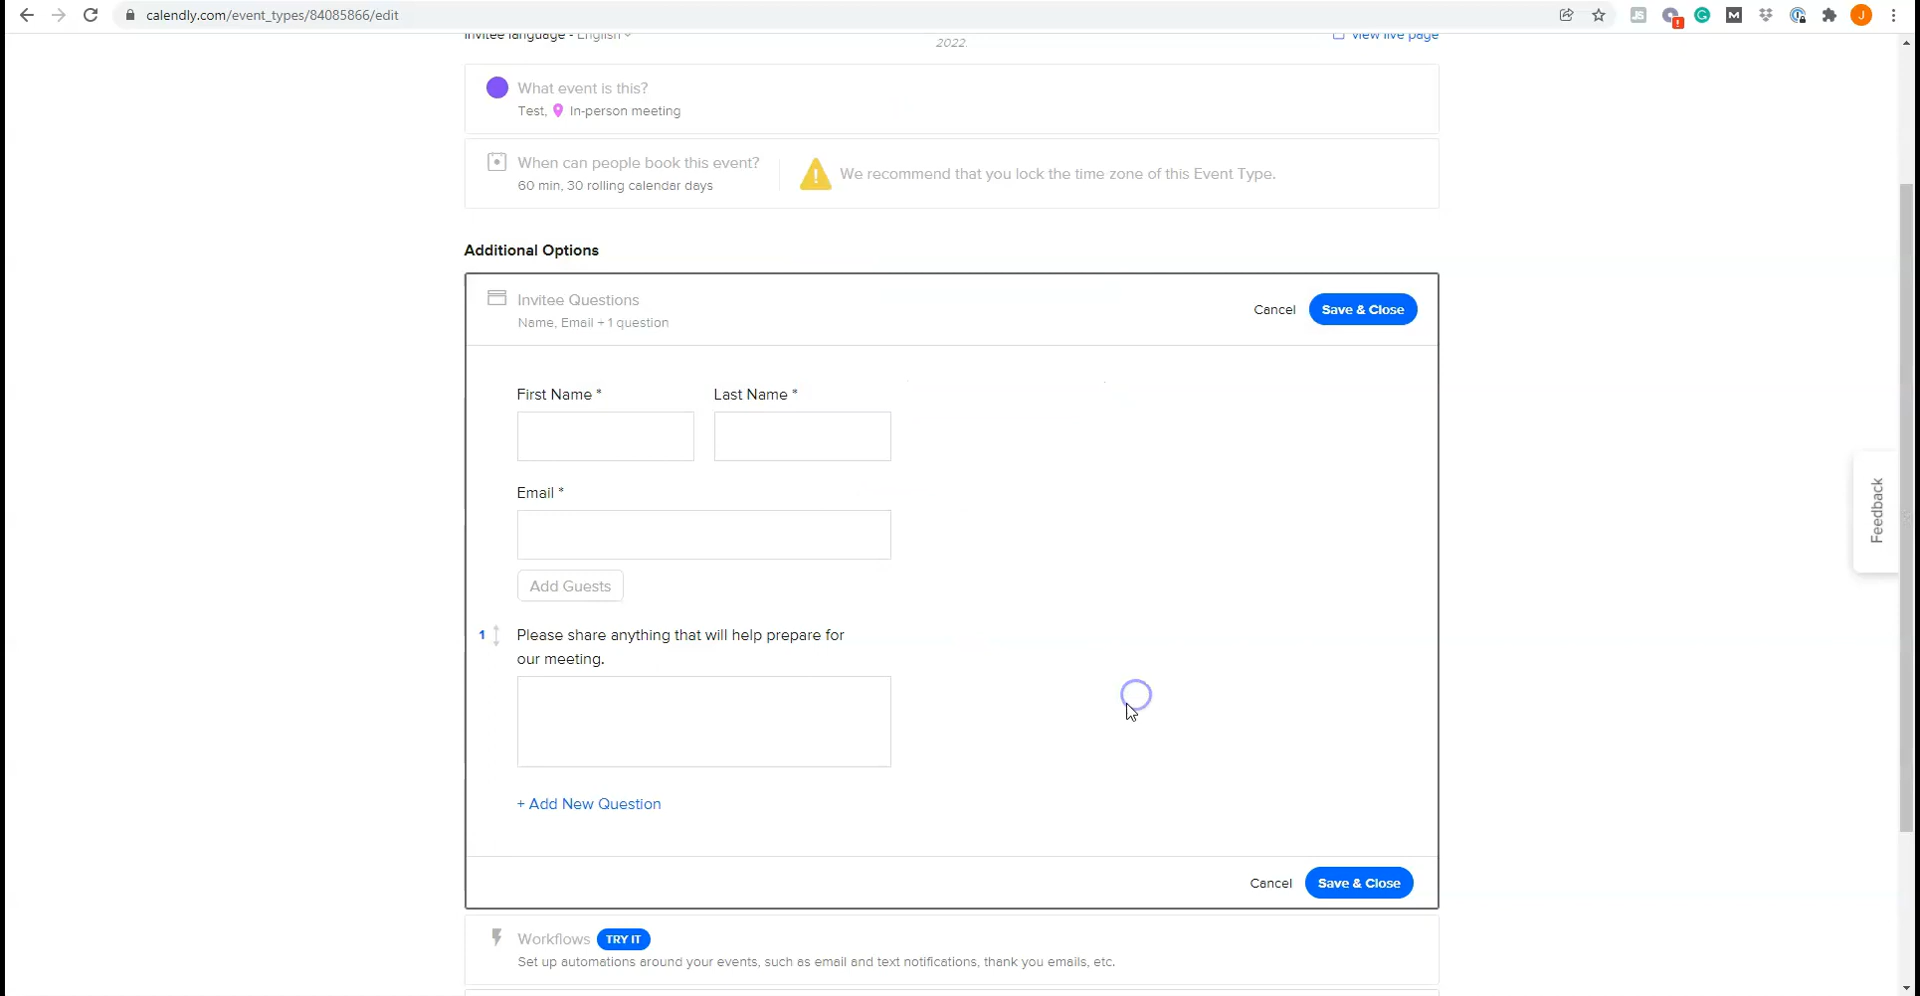 calendly.com/event_types/84085866/edit
Invitee language - English
2022.
View live page
What event is this?
Test, In-person meeting
When can people book this event?
60 min, 30 rolling calendar days
We recommend that you lock the time zone of this Event Type.
Additional Options
Invitee Questions
Name, Email + 1 question
Cancel
Save & Close
First Name *
Last Name *
Email *
Add Guests
1
Please share anything that will help prepare for
our meeting.
+ Add New Question
Cancel
Save & Close
Workflows
TRY IT
Set up automations around your events, such as email and text notifications, thank you emails, etc.
Feedback
JS
G
M
J